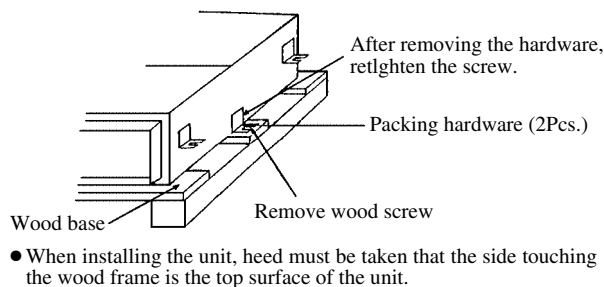 After removing the hardware,
retlghten the screw.
Packing hardware (2Pcs.)
Remove wood screw
Wood base
● When installing the unit, heed must be taken that the side touching
the wood frame is the top surface of the unit.